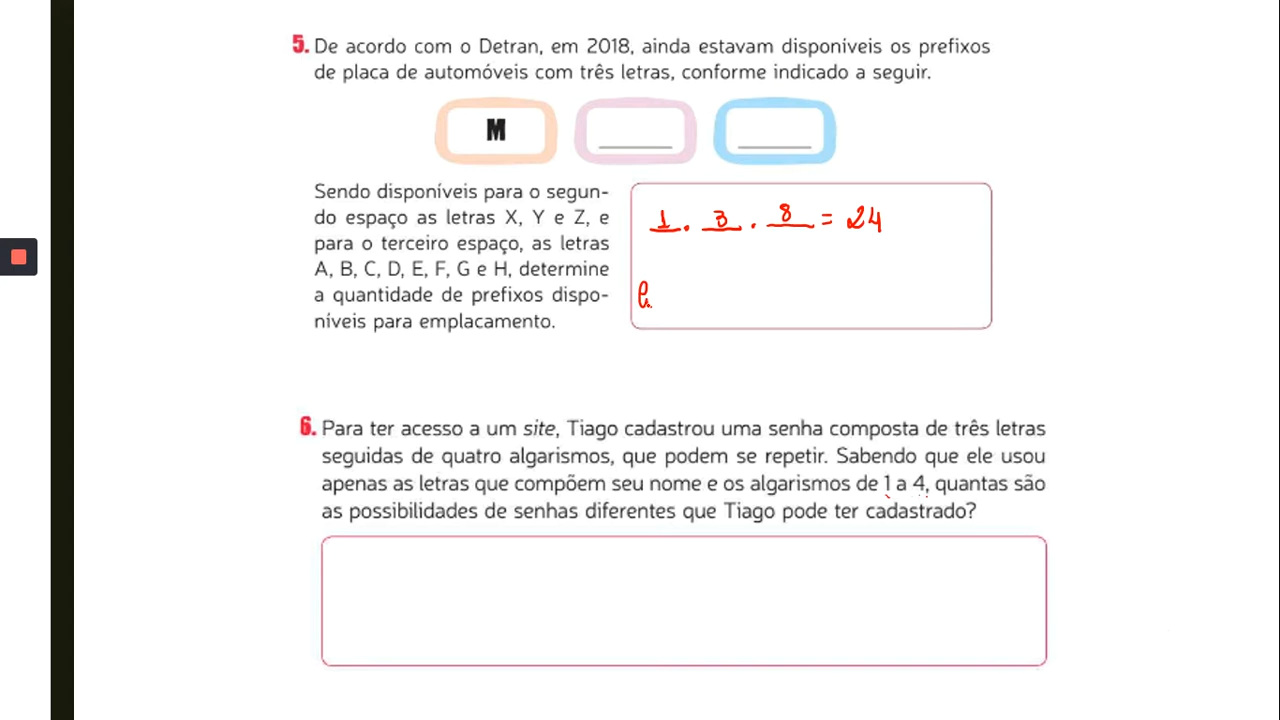 5. De acordo com o Detran, em 2018, ainda estavam disponíveis os prefixos
de placa de automóveis com três letras, conforme indicado a seguir.
M
Sendo disponíveis para o segun-
do espaço as letras X, Y e Z, e
para o terceiro espaço, as letras
A, B, C, D, E, F, G e H, determine
a quantidade de prefixos dispo-
níveis para emplacamento.
1 . 3 . 8 = 24
6. Para ter acesso a um site, Tiago cadastrou uma senha composta de três letras
seguidas de quatro algarismos, que podem se repetir. Sabendo que ele usou
apenas as letras que compõem seu nome e os algarismos de 1 a 4, quantas são
as possibilidades de senhas diferentes que Tiago pode ter cadastrado?